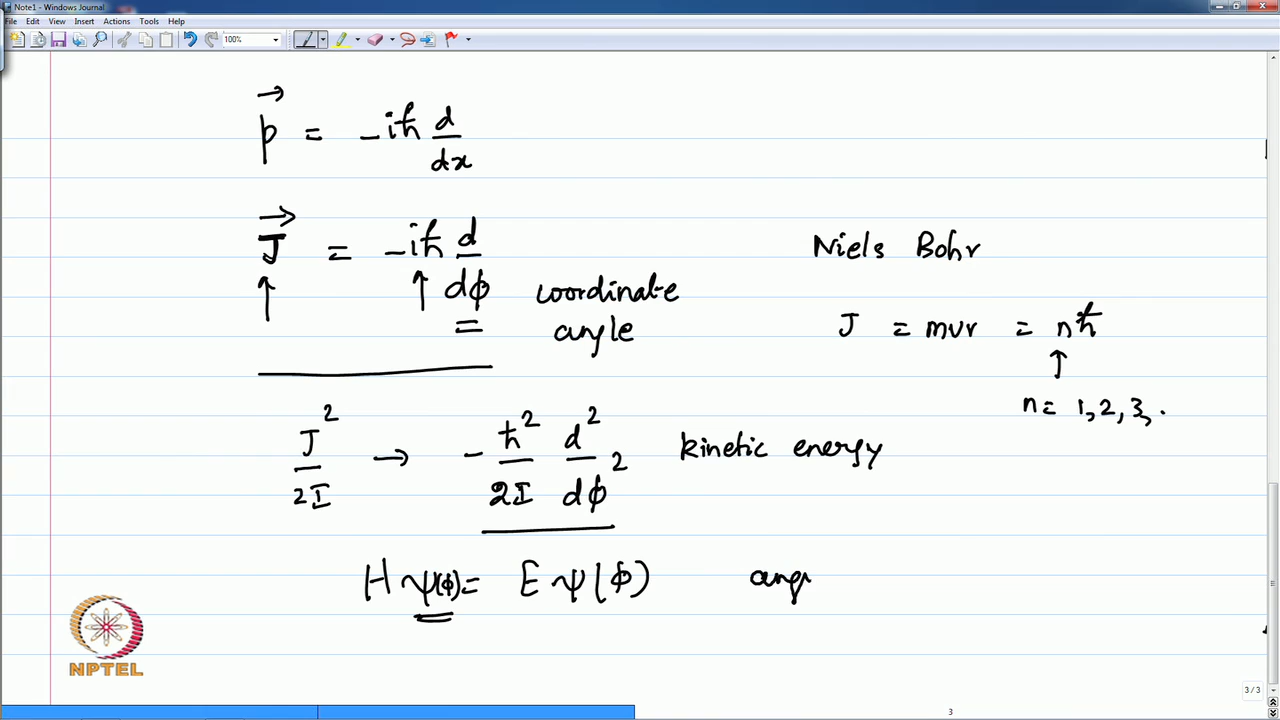 Note1 - Windows Journal
File Edit View Insert Actions Tools Help
100%
p⃗ = -iħ d/dx
J⃗ = -iħ d/dφ coordinate angle
Niels Bohr
J = mvr = nħ
n = 1, 2, 3, .
J²/2I → -ħ²/2I d²/dφ² kinetic energy
Hψ(φ) = Eψ(φ) ang
NPTEL
3/3
3